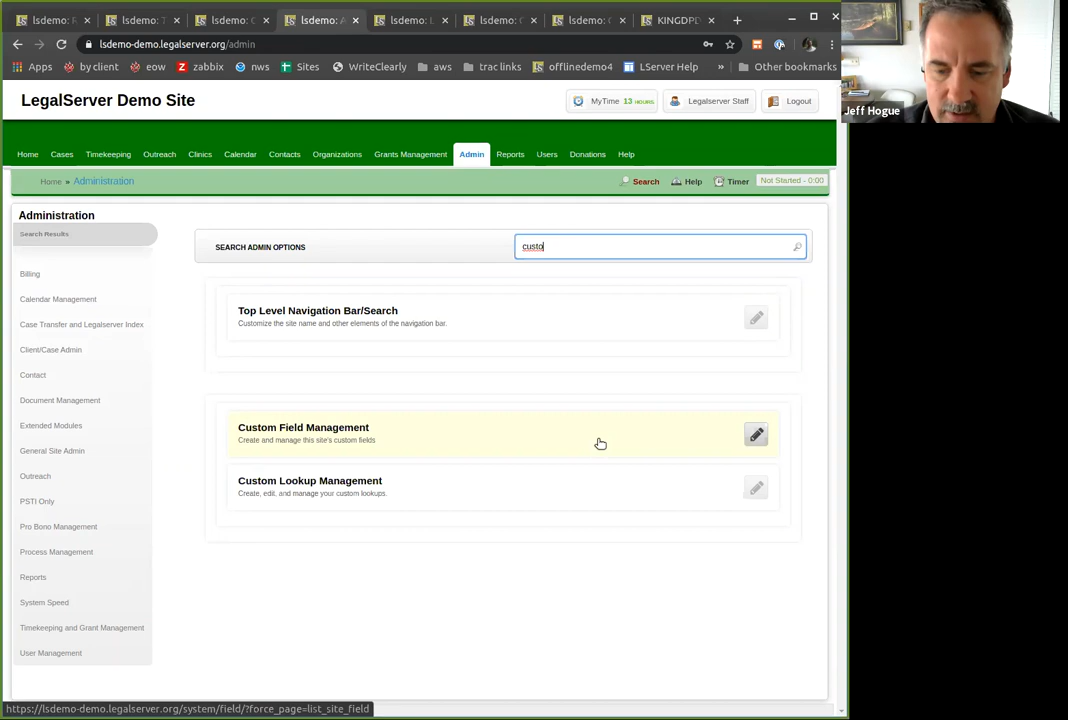 lsdemo: F
lsdemo: T
lsdemo: C
lsdemo: A
lsdemo: L
lsdemo: C
lsdemo: C
KINGDPD
lsdemo-demo.legalserver.org/admin
Apps
by client
eow
zabbix
nws
Sites
WriteClearly
aws
trac links
offlinedemo4
LServer Help
»
Other bookmarks
LegalServer Demo Site
MyTime 13 HOURS
Legalserver Staff
Logout
Jeff Hogue
Home
Cases
Timekeeping
Outreach
Clinics
Calendar
Contacts
Organizations
Grants Management
Admin
Reports
Users
Donations
Help
Home » Administration
Search
Help
Timer
Not Started - 0:00
Administration
Search Results
Billing
Calendar Management
Case Transfer and Legalserver Index
Client/Case Admin
Contact
Document Management
Extended Modules
General Site Admin
Outreach
PSTI Only
Pro Bono Management
Process Management
Reports
System Speed
Timekeeping and Grant Management
User Management
SEARCH ADMIN OPTIONS
custo
Top Level Navigation Bar/Search
Customize the site name and other elements of the navigation bar.
Custom Field Management
Create and manage this site's custom fields
Custom Lookup Management
Create, edit, and manage your custom lookups.
https://lsdemo-demo.legalserver.org/system/field/?force_page=list_site_field